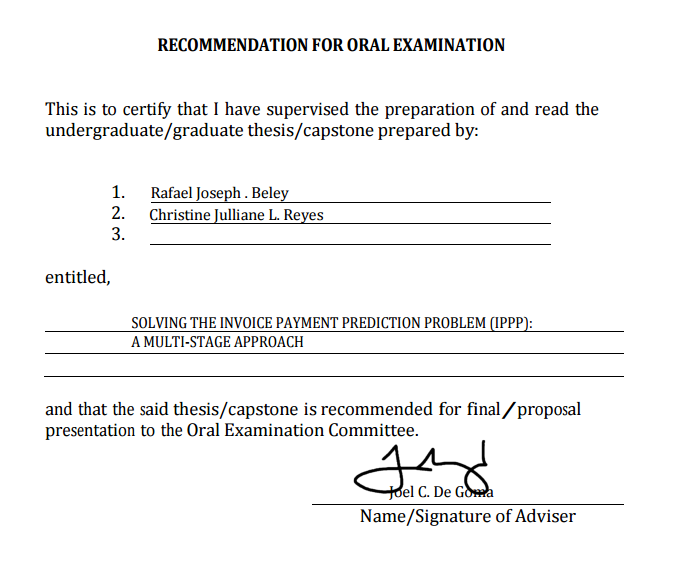 RECOMMENDATION FOR ORAL EXAMINATION
This is to certify that I have supervised the preparation of and read the
undergraduate/graduate thesis/capstone prepared by:
1. Rafael Joseph . Beley
2. Christine Julliane L. Reyes
3.
entitled,
SOLVING THE INVOICE PAYMENT PREDICTION PROBLEM (IPPP):
A MULTI-STAGE APPROACH
and that the said thesis/capstone is recommended for final/proposal
presentation to the Oral Examination Committee.
Joel C. De Goma
Name/Signature of Adviser